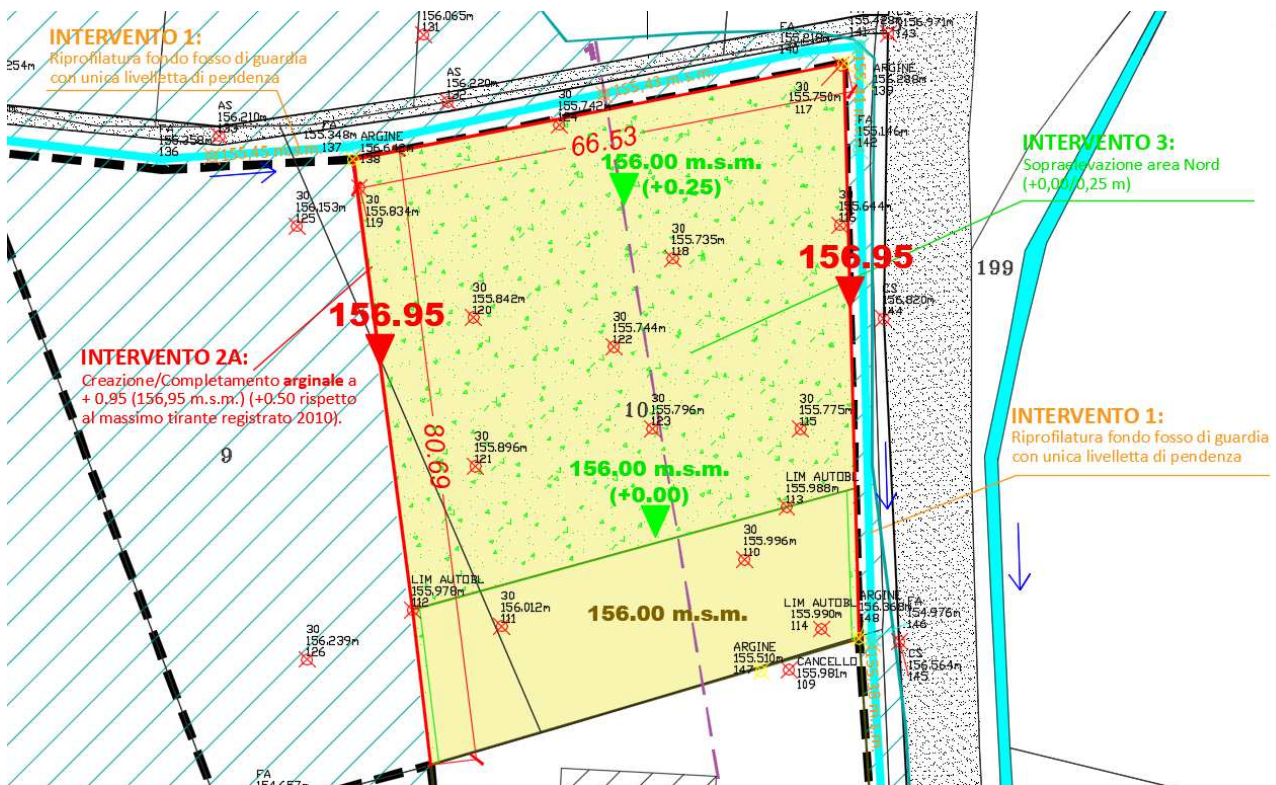 156.065m
131
155.428m
141
156.971m
143
FA
155.218m
140
INTERVENTO 1:
Riprofilatura fondo fosso di guardia
con unica livelletta di pendenza
.254m
AS
156.220m
132
AS
156.210m
133
FA
156.358m
136
FA
155.348m
137
ARGINE
156.642m
138
30
155.742m
124
30
155.750m
117
ARGINE
156.288m
139
FA
155.146m
142
66.53
156.00 m.s.m.
(+0.25)
INTERVENTO 3:
Sopraelevazione area Nord
(+0,00/0,25 m)
30
156.153m
125
30
155.834m
119
30
155.644m
116
30
155.735m
118
156.95
156.95
199
CS
156.820m
144
30
155.842m
120
30
155.744m
122
INTERVENTO 2A:
Creazione/Completamento arginale a
+ 0.95 (156,95 m.s.m.) (+0.50 rispetto
al massimo tirante registrato 2010).
9
80.69
10
30
155.796m
123
30
155.775m
115
30
155.896m
121
INTERVENTO 1:
Riprofilatura fondo fosso di guardia
con unica livelletta di pendenza
156.00 m.s.m.
(+0.00)
LIM AUTOBL
155.988m
113
30
155.996m
110
LIM AUTOBL
155.978m
112
30
156.012m
111
156.00 m.s.m.
LIM AUTOBL
155.990m
114
ARGINE
156.368m
148
FA
154.976m
146
30
156.239m
126
ARGINE
155.510m
147
CANCELLO
155.981m
109
CS
156.564m
145
FA
154.657m